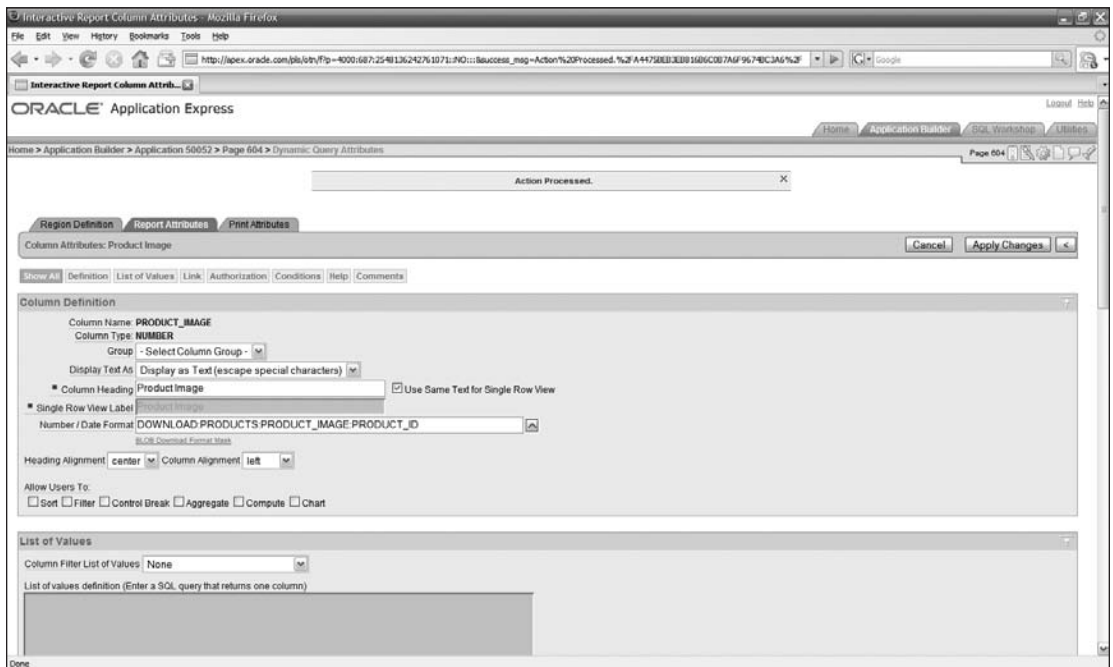 Interactive Report Column Attributes - Mozilla Firefox
File Edit View History Bookmarks Tools Help
Google
Interactive Report Column Attrib...
ORACLE Application Express
Logout Help
Home Application Builder SQL Workshop Utilities
Home > Application Builder > Application 50052 > Page 604 > Dynamic Query Attributes
Page 604
Action Processed.
Region Definition Report Attributes Print Attributes
Column Attributes: Product Image
Cancel Apply Changes <
Show All Definition List of Values Link Authorization Conditions Help Comments
Column Definition
Column Name: PRODUCT_IMAGE
Column Type: NUMBER
Group - Select Column Group -
Display Text As Display as Text (escape special characters)
* Column Heading Product Image Use Same Text for Single Row View
* Single Row View Label Product Image
Number / Date Format DOWNLOAD:PRODUCTS:PRODUCT_IMAGE:PRODUCT_ID
BLOB Download Format Mask
Heading Alignment center Column Alignment left
Allow Users To:
Sort Filter Control Break Aggregate Compute Chart
List of Values
Column Filter List of Values None
List of values definition (Enter a SQL query that returns one column)
Done